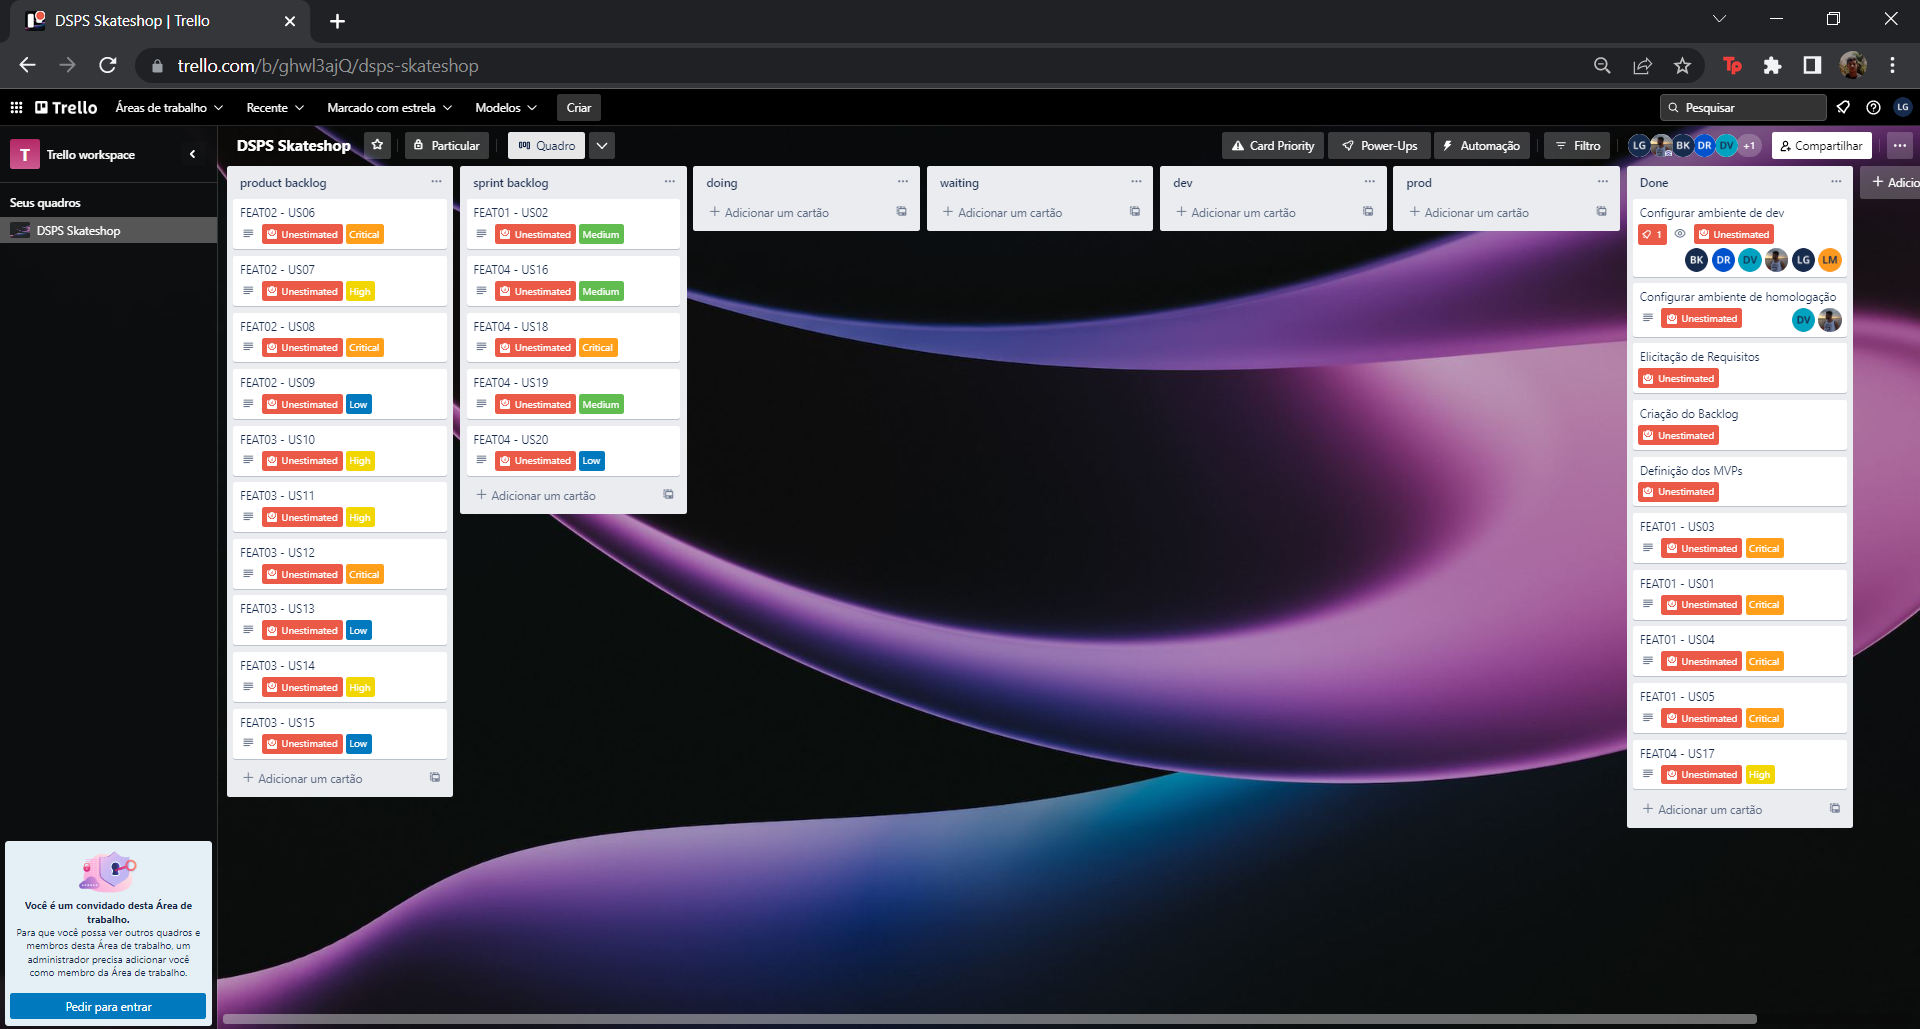 DSPS Skateshop | Trello
trello.com/b/ghwl3ajQ/dsps-skateshop
Tp
Trello
Áreas de trabalho
Recente
Marcado com estrela
Modelos
Criar
Pesquisar
LG
T
Trello workspace
Seus quadros
DSPS Skateshop
DSPS Skateshop
Particular
Quadro
Card Priority
Power-Ups
Automação
Filtro
LG
BK
DR
DV
+1
Compartilhar
product backlog
FEAT02 - US06
Unestimated Critical
FEAT02 - US07
Unestimated High
FEAT02 - US08
Unestimated Critical
FEAT02 - US09
Unestimated Low
FEAT03 - US10
Unestimated High
FEAT03 - US11
Unestimated High
FEAT03 - US12
Unestimated Critical
FEAT03 - US13
Unestimated Low
FEAT03 - US14
Unestimated High
FEAT03 - US15
Unestimated Low
+ Adicionar um cartão
sprint backlog
FEAT01 - US02
Unestimated Medium
FEAT04 - US16
Unestimated Medium
FEAT04 - US18
Unestimated Critical
FEAT04 - US19
Unestimated Medium
FEAT04 - US20
Unestimated Low
+ Adicionar um cartão
doing
+ Adicionar um cartão
waiting
+ Adicionar um cartão
dev
+ Adicionar um cartão
prod
+ Adicionar um cartão
Done
Configurar ambiente de dev
1 Unestimated
BK DR DV LG LM
Configurar ambiente de homologação
Unestimated DV
Elicitação de Requisitos
Unestimated
Criação do Backlog
Unestimated
Definição dos MVPs
Unestimated
FEAT01 - US03
Unestimated Critical
FEAT01 - US01
Unestimated Critical
FEAT01 - US04
Unestimated Critical
FEAT01 - US05
Unestimated Critical
FEAT04 - US17
Unestimated High
+ Adicionar um cartão
+ Adicio
Você é um convidado desta Área de
trabalho.
Para que você possa ver outros quadros e
membros desta Área de trabalho, um
administrador precisa adicionar você
como membro da Área de trabalho.
Pedir para entrar